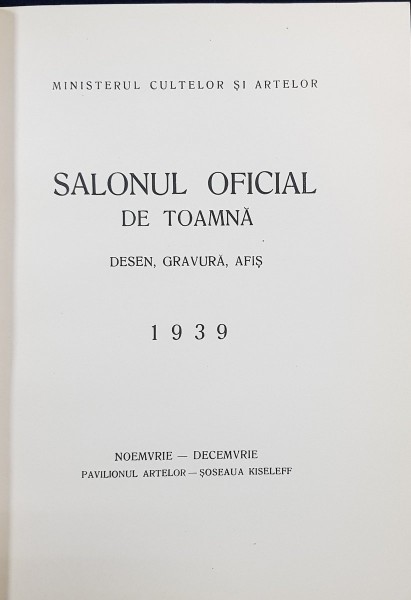 MINISTERUL CULTELOR ȘI ARTELOR
SALONUL OFICIAL
DE TOAMNĂ
DESEN, GRAVURĂ, AFIȘ
1939
NOEMVRIE — DECEMVRIE
PAVILIONUL ARTELOR — ȘOSEAUA KISELEFF